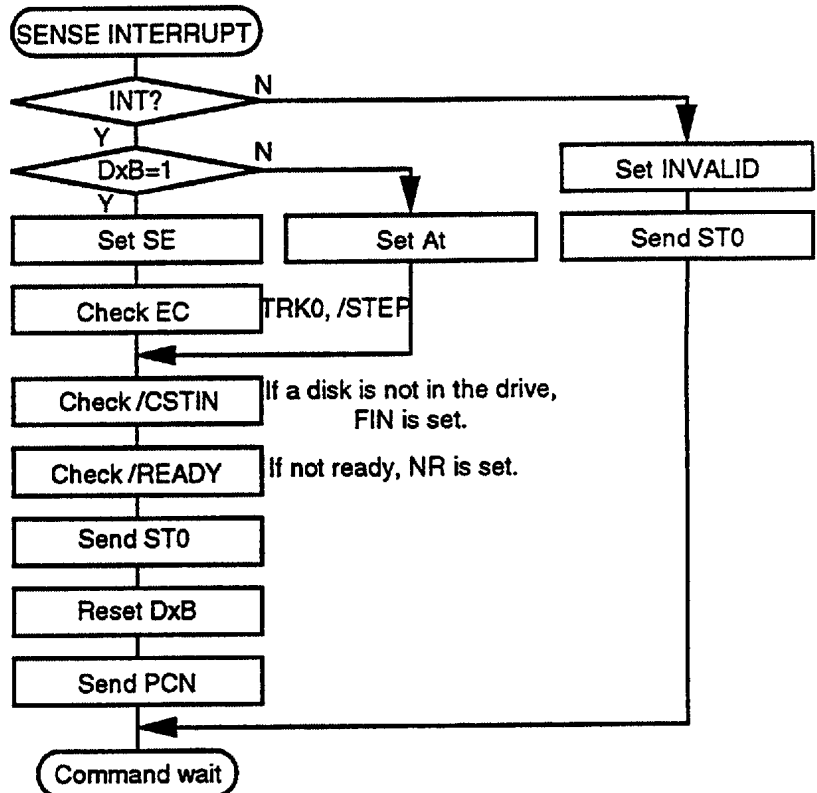 SENSE INTERRUPT
INT?
N
Y
DxB=1
N
Y
Set INVALID
Set SE
Set At
Send ST0
Check EC
TRK0, /STEP
Check /CSTIN
If a disk is not in the drive,
FIN is set.
Check /READY
If not ready, NR is set.
Send ST0
Reset DxB
Send PCN
Command wait